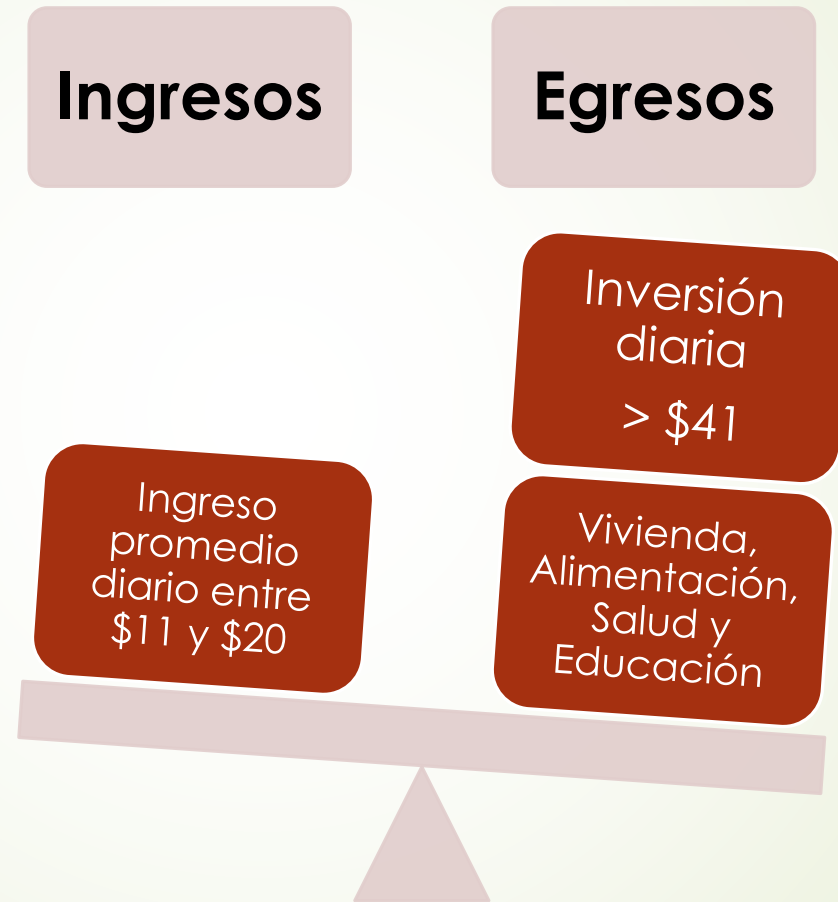 Ingresos
Egresos
Inversión
diaria
> $41
Ingreso
promedio
diario entre
$11 y $20
Vivienda,
Alimentación,
Salud y
Educación